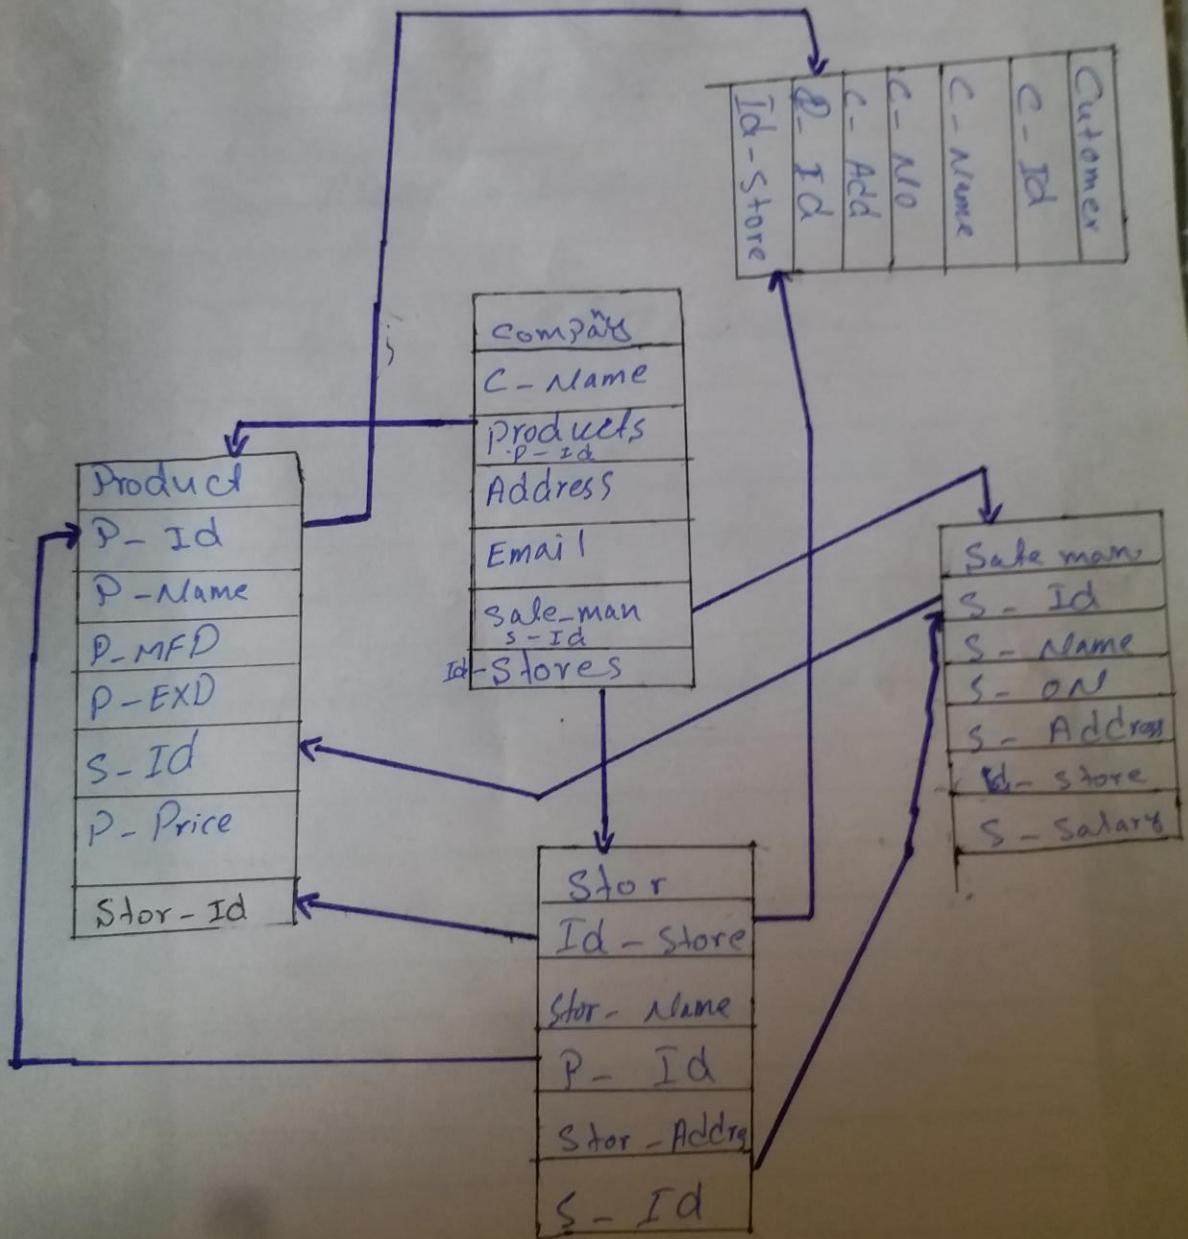 Cutomer
C-Id
C-Name
C-No
C-Add
P-Id
Id-Store
Company
C-Name
Products
P-Id
Address
Email
Sale-man
S-Id
Id-Stores
Product
P-Id
P-Name
P-MFD
P-EXD
S-Id
P-Price
Stor-Id
Sale man
S-Id
S-Name
S-ON
S-Address
Id-Store
S-Salary
Stor
Id-Store
Stor-Name
P-Id
Stor-Addrs
S-Id